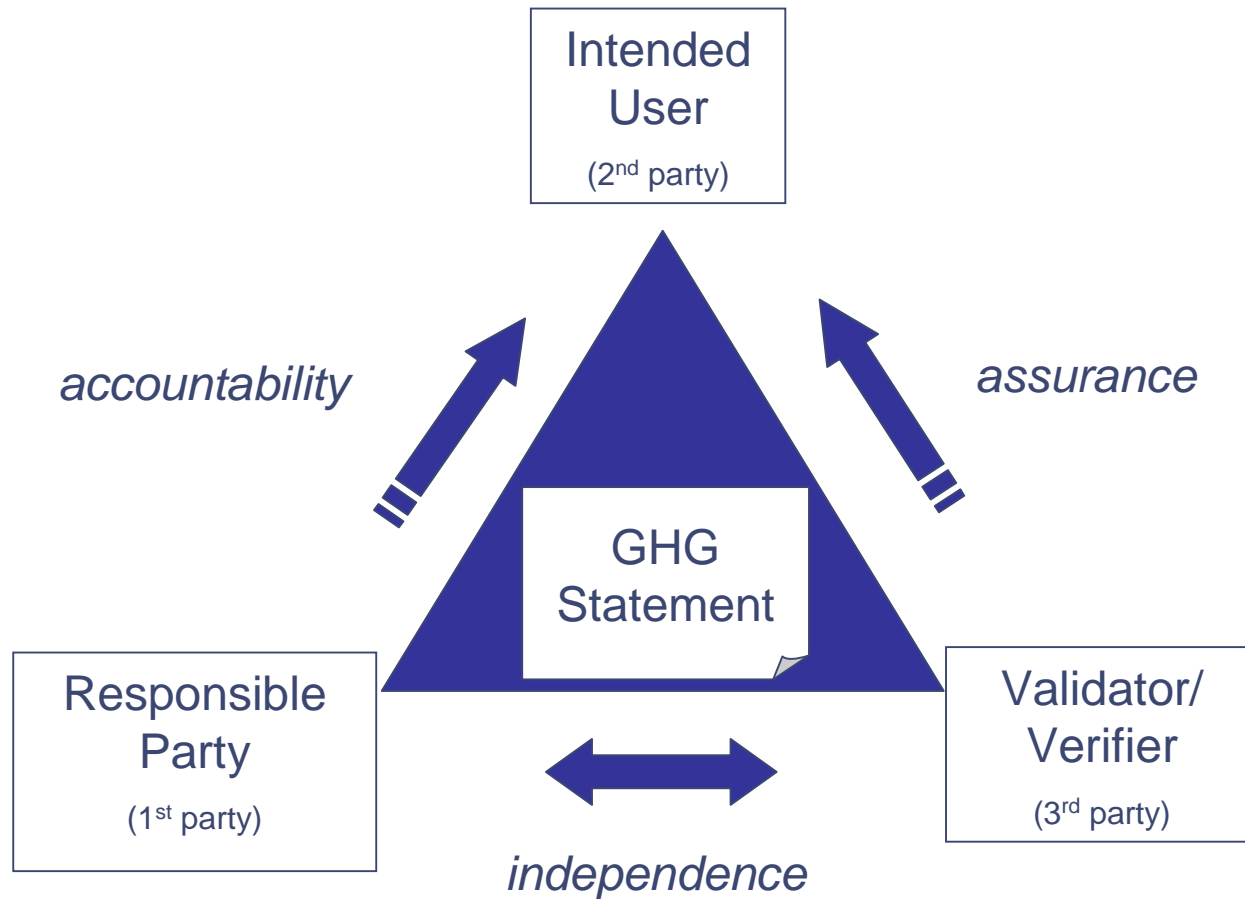 Intended
User
(2nd party)
accountability
assurance
GHG
Statement
Responsible
Party
(1st party)
Validator/
Verifier
(3rd party)
independence